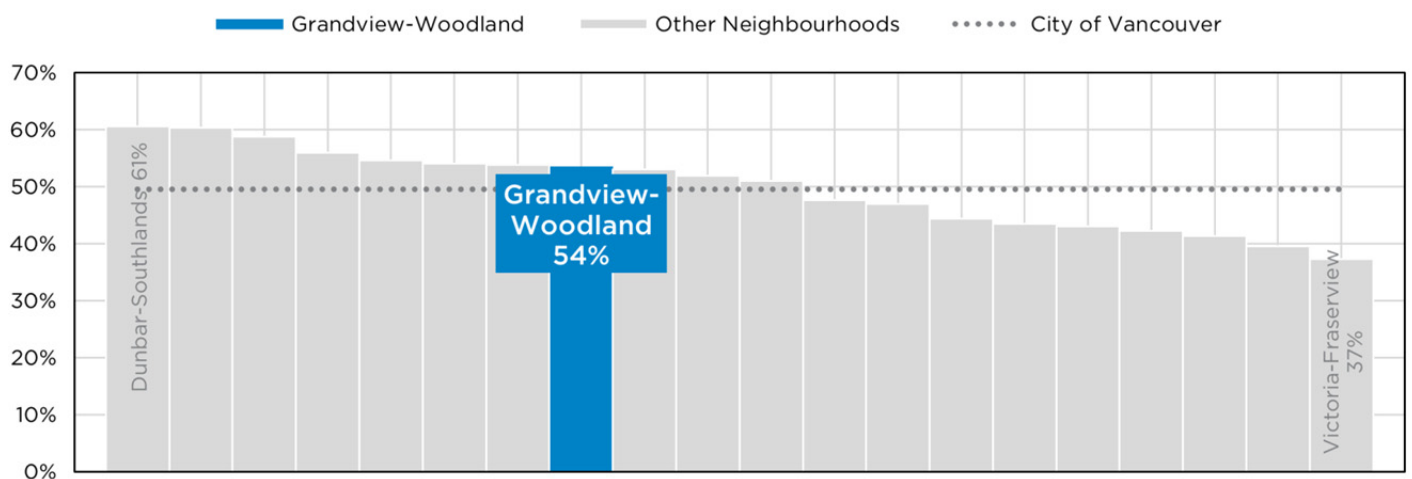 Grandview-Woodland Other Neighbourhoods City of Vancouver
70%
60%
50%
40%
30%
20%
10%
0%
Dunbar-Southlands 61%
Grandview-
Woodland
54%
Victoria-Fraserview
37%